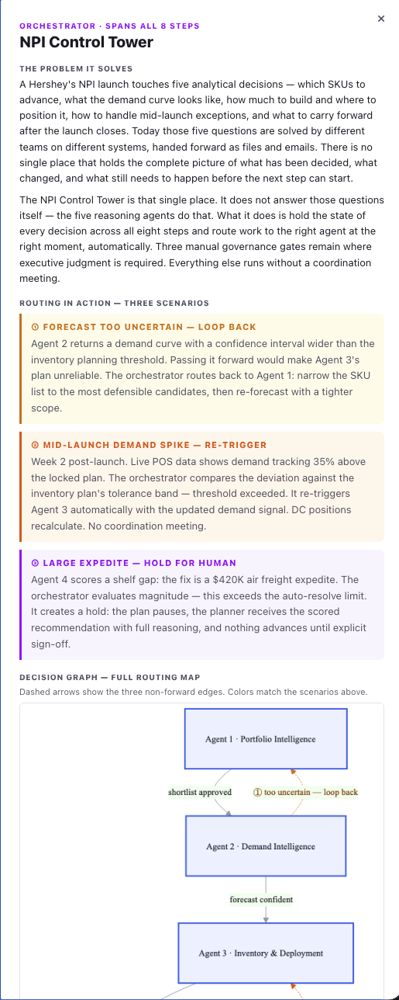 ORCHESTRATOR · SPANS ALL 8 STEPS
×
NPI Control Tower
THE PROBLEM IT SOLVES
A Hershey's NPI launch touches five analytical decisions — which SKUs to
advance, what the demand curve looks like, how much to build and where to
position it, how to handle mid-launch exceptions, and what to carry forward
after the launch closes. Today those five questions are solved by different
teams on different systems, handed forward as files and emails. There is no
single place that holds the complete picture of what has been decided, what
changed, and what still needs to happen before the next step can start.
The NPI Control Tower is that single place. It does not answer those questions
itself — the five reasoning agents do that. What it does is hold the state of
every decision across all eight steps and route work to the right agent at the
right moment, automatically. Three manual governance gates remain where
executive judgment is required. Everything else runs without a coordination
meeting.
ROUTING IN ACTION — THREE SCENARIOS
① FORECAST TOO UNCERTAIN — LOOP BACK
Agent 2 returns a demand curve with a confidence interval wider than the
inventory planning threshold. Passing it forward would make Agent 3's
plan unreliable. The orchestrator routes back to Agent 1: narrow the SKU
list to the most defensible candidates, then re-forecast with a tighter
scope.
② MID-LAUNCH DEMAND SPIKE — RE-TRIGGER
Week 2 post-launch. Live POS data shows demand tracking 35% above
the locked plan. The orchestrator compares the deviation against the
inventory plan's tolerance band — threshold exceeded. It re-triggers
Agent 3 automatically with the updated demand signal. DC positions
recalculate. No coordination meeting.
③ LARGE EXPEDITE — HOLD FOR HUMAN
Agent 4 scores a shelf gap: the fix is a $420K air freight expedite. The
orchestrator evaluates magnitude — this exceeds the auto-resolve limit.
It creates a hold: the plan pauses, the planner receives the scored
recommendation with full reasoning, and nothing advances until explicit
sign-off.
DECISION GRAPH — FULL ROUTING MAP
Dashed arrows show the three non-forward edges. Colors match the scenarios above.
Agent 1 · Portfolio Intelligence
shortlist approved
① too uncertain — loop back
Agent 2 · Demand Intelligence
forecast confident
Agent 3 · Inventory & Deployment